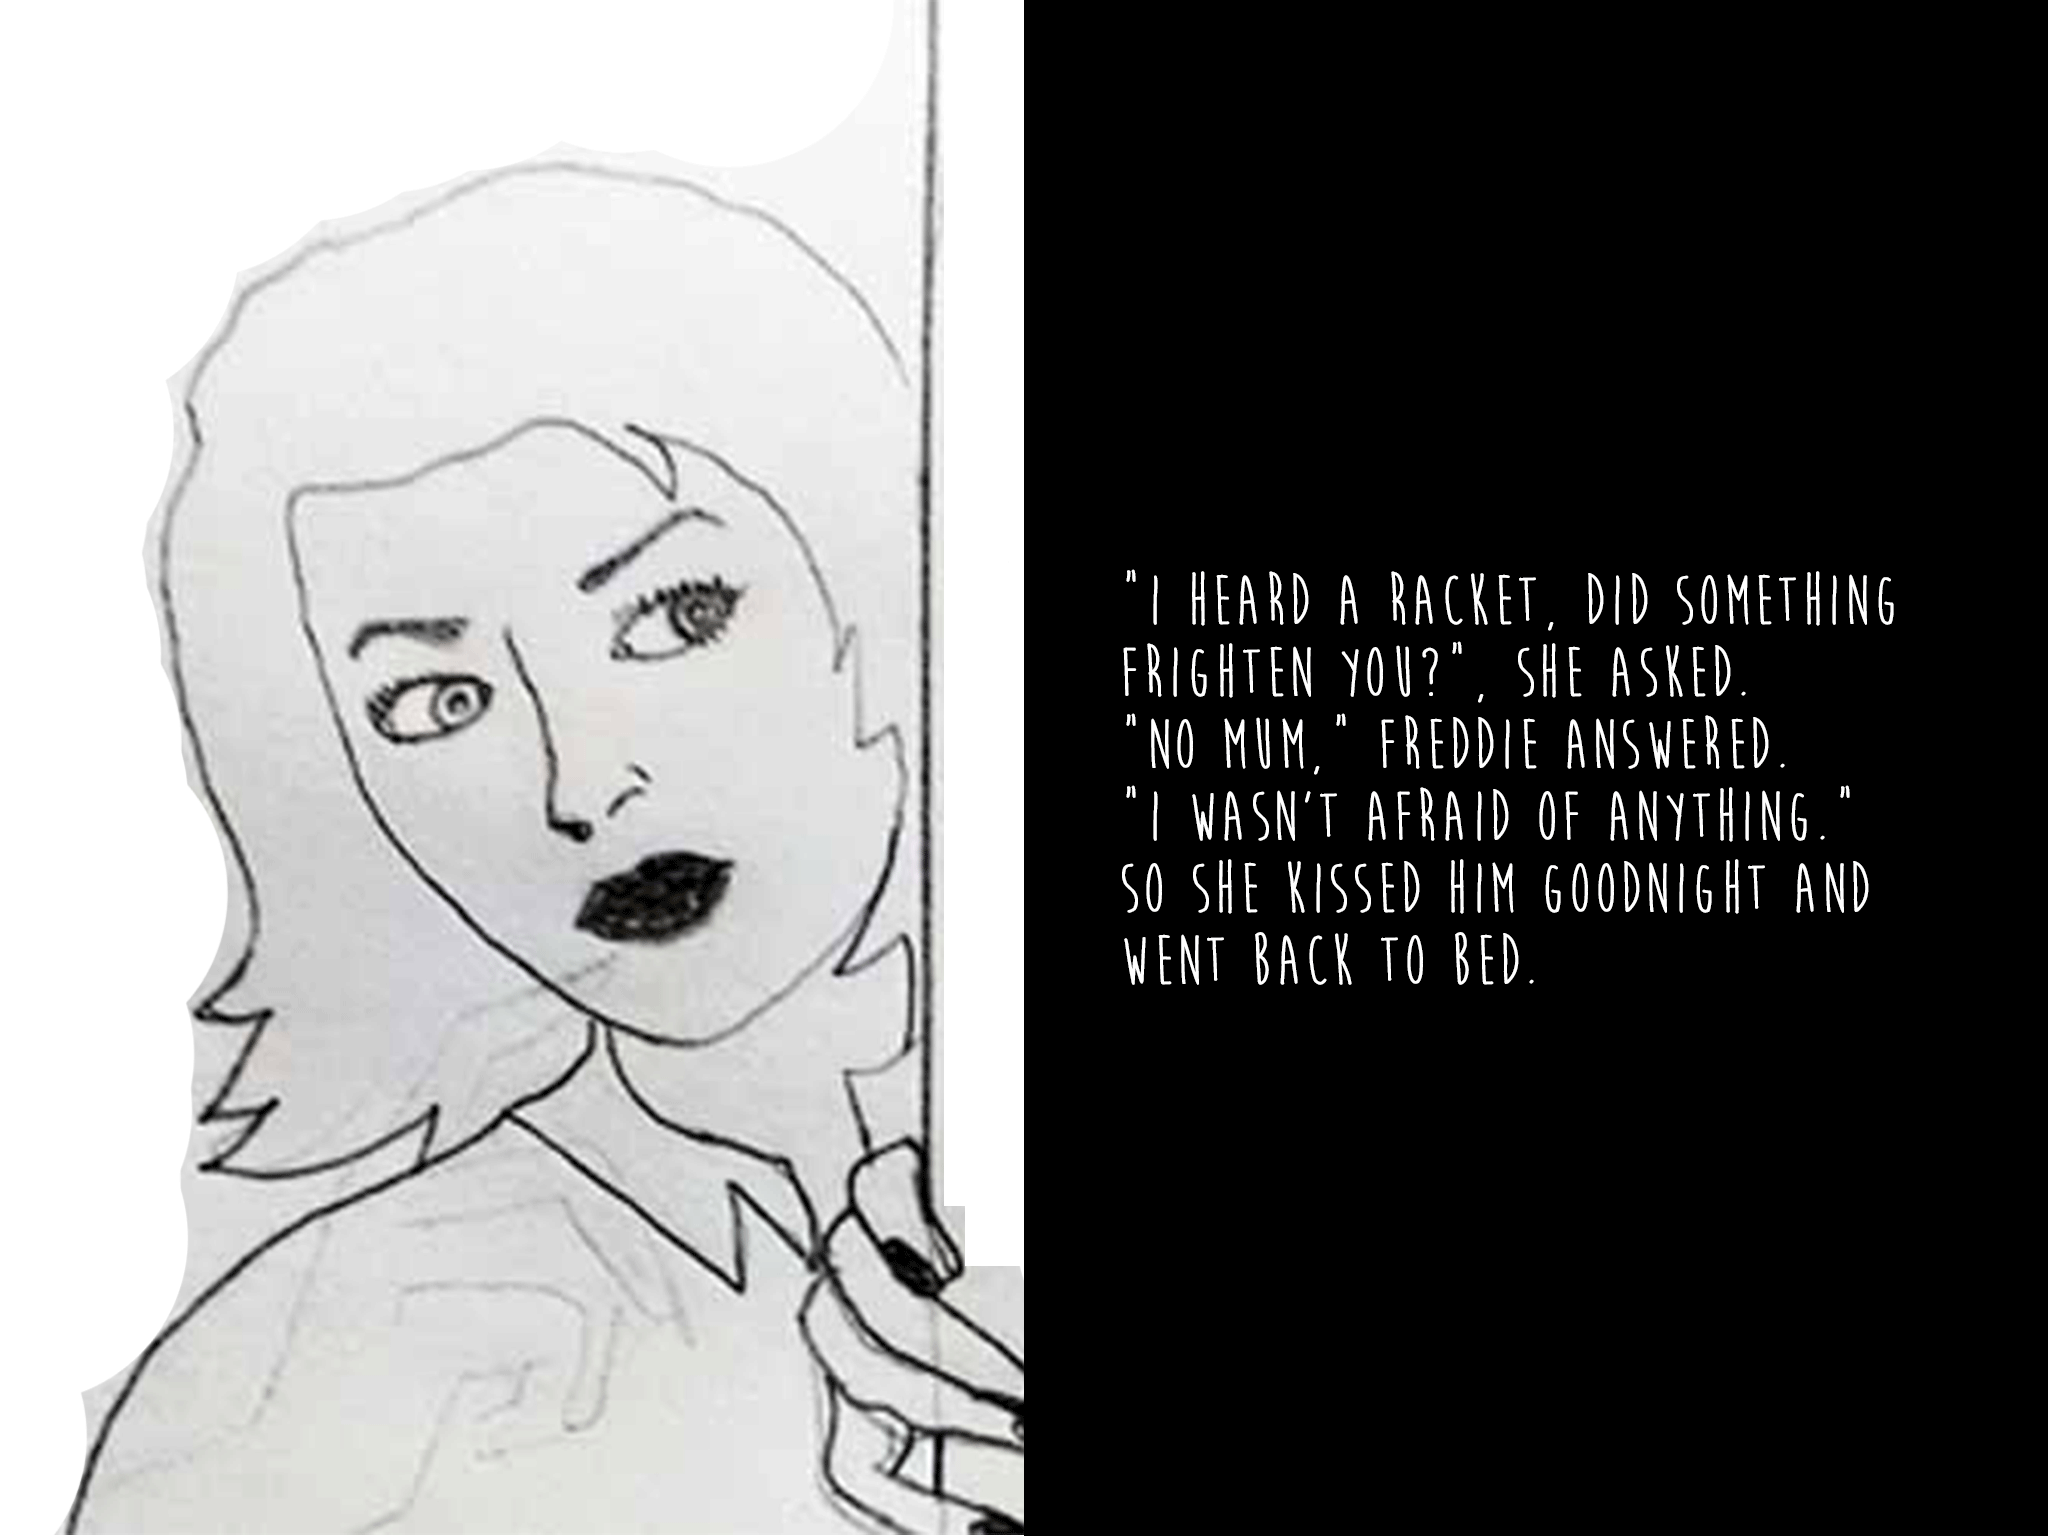 "I HEARD A RACKET, DID SOMETHING
FRIGHTEN YOU?", SHE ASKED.
"NO MUM," FREDDIE ANSWERED.
"I WASN'T AFRAID OF ANYTHING."
SO SHE KISSED HIM GOODNIGHT AND
WENT BACK TO BED.